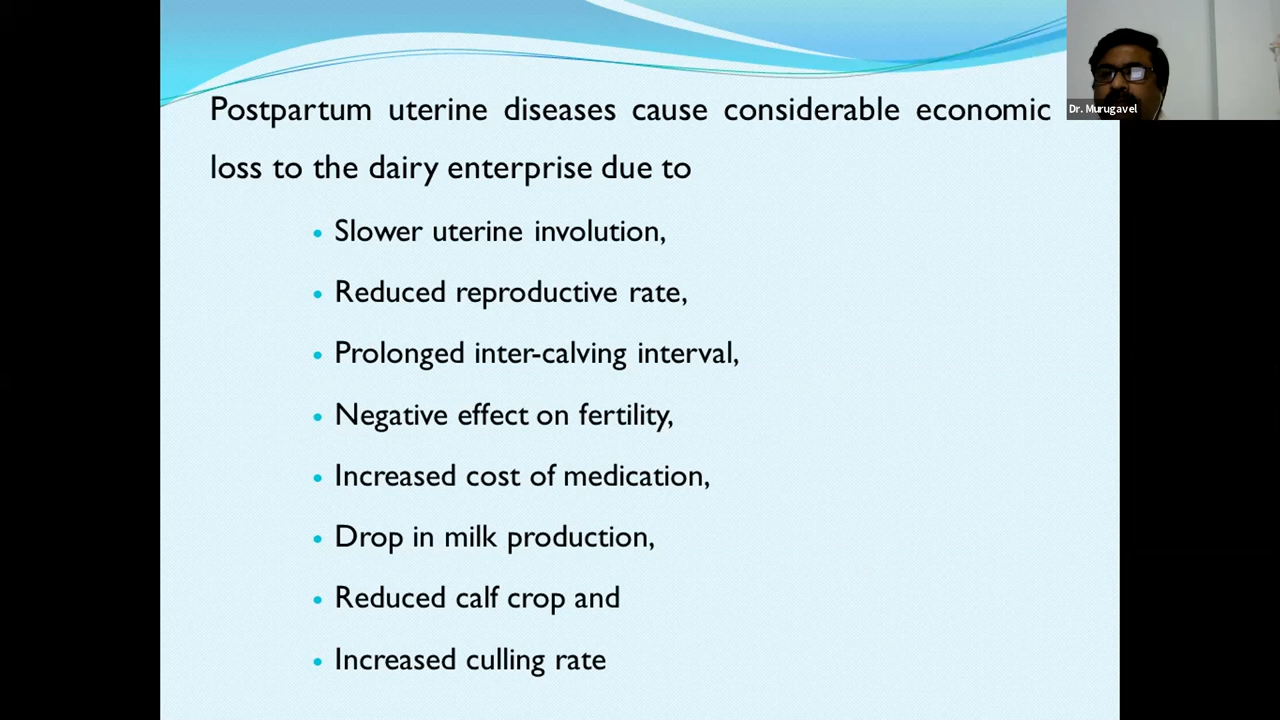 Postpartum uterine diseases cause considerable economic
loss to the dairy enterprise due to
• Slower uterine involution,
• Reduced reproductive rate,
• Prolonged inter-calving interval,
• Negative effect on fertility,
• Increased cost of medication,
• Drop in milk production,
• Reduced calf crop and
• Increased culling rate
Dr. Murugavel